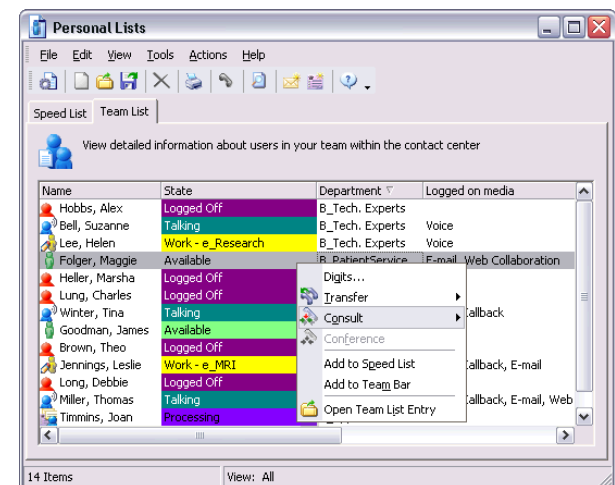 Personal Lists
File Edit View Tools Actions Help
Speed List Team List
View detailed information about users in your team within the contact center
Name State Department Logged on media
Hobbs, Alex Logged Off B_Tech. Experts
Bell, Suzanne Talking B_Tech. Experts Voice
Lee, Helen Work - e_Research B_Tech. Experts Voice
Folger, Maggie Available B_PatientService E-mail, Web Collaboration
Heller, Marsha Logged Off
Digits...
Lung, Charles Logged Off
Transfer
Winter, Tina Talking
Consult
Goodman, James Available
Conference
Brown, Theo Logged Off
Jennings, Leslie Work - e_MRI
Add to Speed List
, E-mail
Long, Debbie Logged Off
Add to Team Bar
Miller, Thomas Talking
, E-mail, Web
Open Team List Entry
Timmins, Joan Processing
14 Items View: All